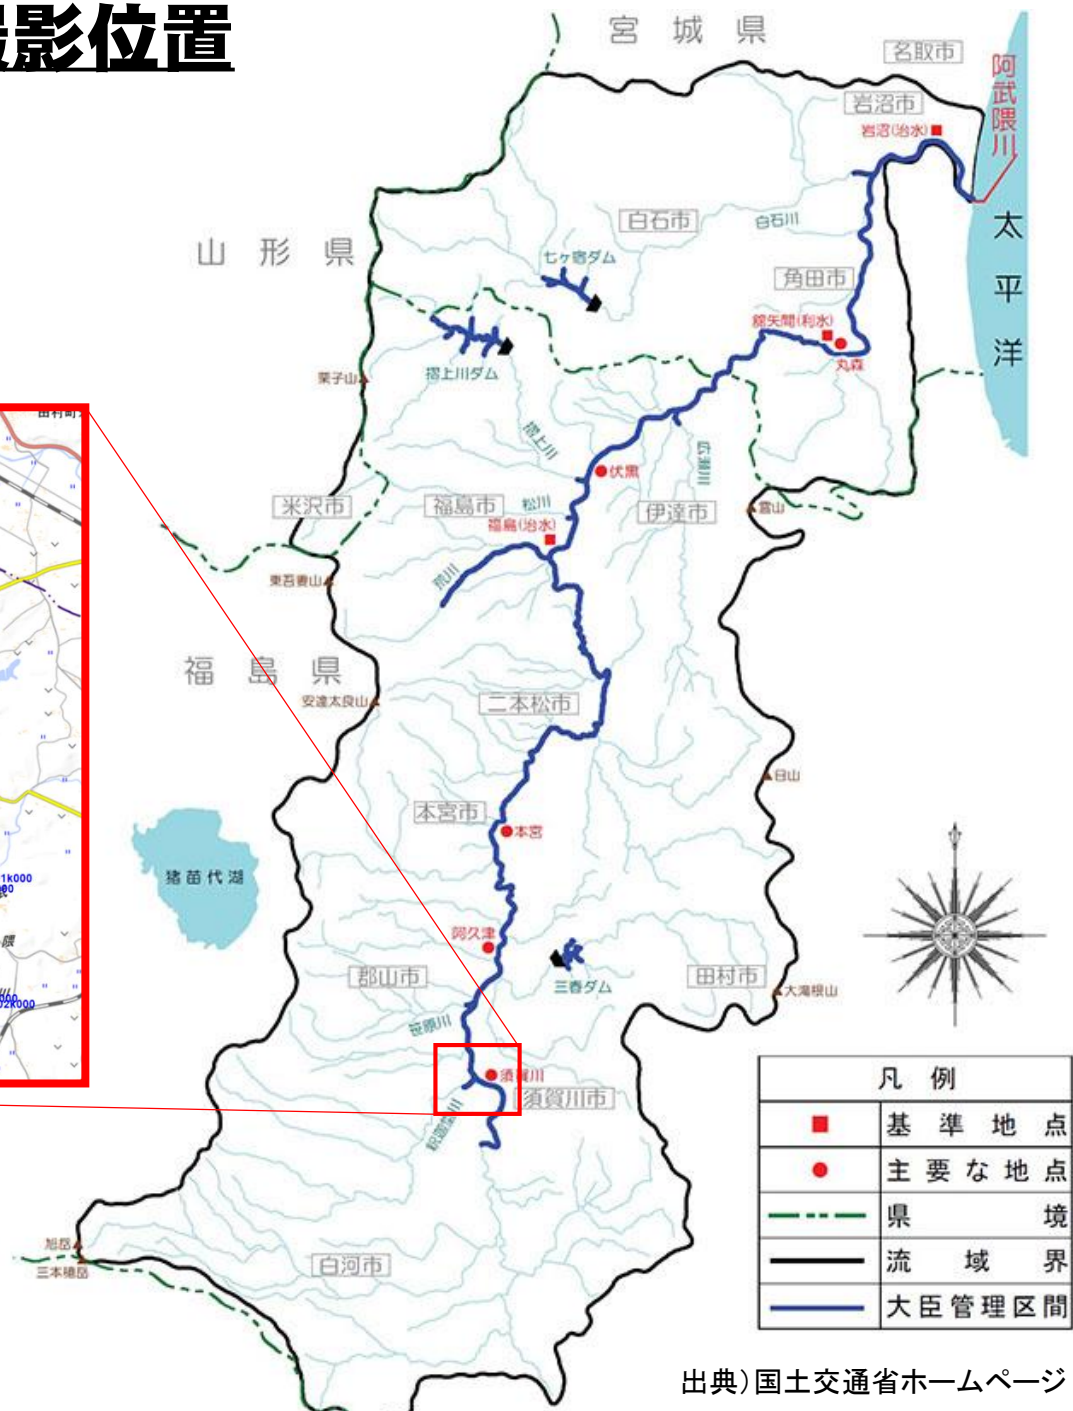 影位置
宮城県
名取市
岩沼市
岩沼(治水)
阿武隈川
白石市
白石川
山形県
七ヶ宿ダム
角田市
太平洋
舘矢間(利水)
丸森
摺上川ダム
栗子山
摺上川
広瀬川
伏黒
米沢市
福島市
松川
伊達市
霊山
福島(治水)
荒川
東吾妻山
福島県
安達太良山
二本松市
日山
本宮市
本宮
猪苗代湖
1k000
阿久津
隈
郡山市
三春ダム
田村市
大滝根山
02k000
笹原川
須賀川
須賀川市
釈迦堂川
凡例
基準地点
主要な地点
県境
流域界
大臣管理区間
旭岳
三本槍岳
白河市
出典)国土交通省ホームページ